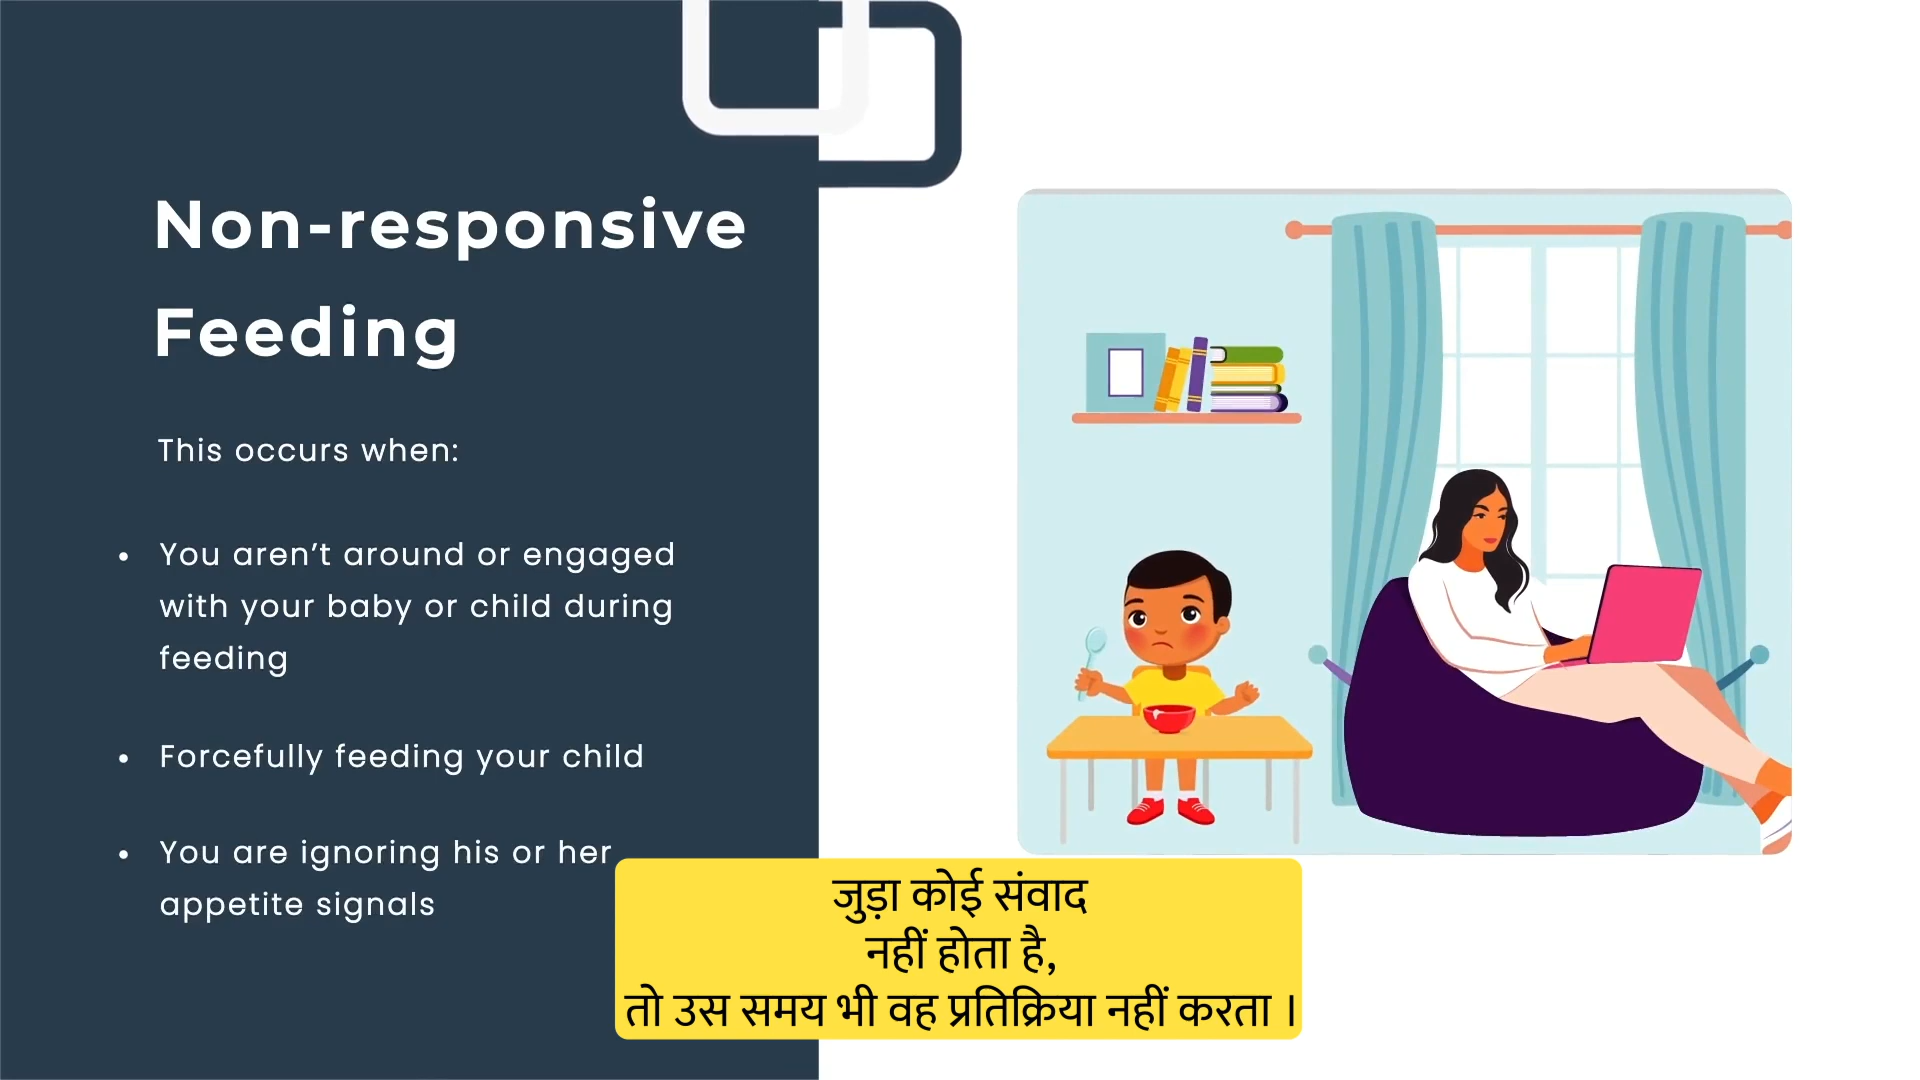 Non-responsive
Feeding
This occurs when:
• You aren’t around or engaged
with your baby or child during
feeding
• Forcefully feeding your child
• You are ignoring his or her
appetite signals
जुड़ा कोई संवाद
नहीं होता है,
तो उस समय भी वह प्रतिक्रिया नहीं करता ।